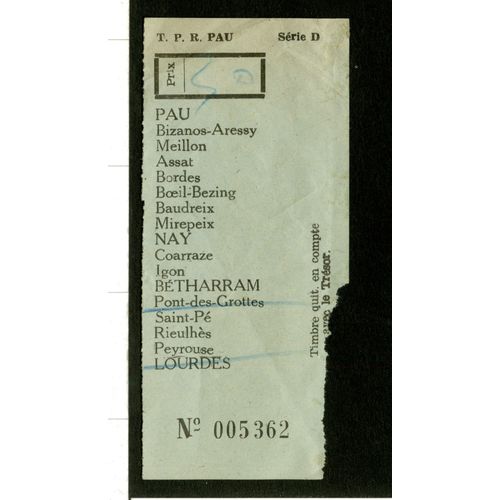 T. P. R. PAU Série D
Prix
PAU
Bizanos-Aressy
Meillon
Assat
Bordes
Bœil-Bezing
Baudreix
Mirepeix
NAY
Coarraze
Igon
BÉTHARRAM
Pont-des-Grottes
Saint-Pé
Rieulhès
Peyrouse
LOURDES
Timbre quit. en compte
avec le Trésor.
Nº 005362